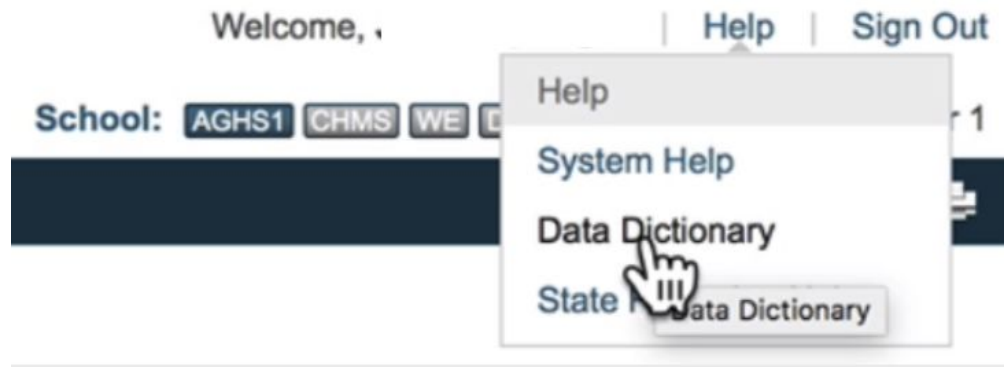 Welcome, | Help | Sign Out
School: AGHS1 CHMS WE
Help
System Help
Data Dictionary
State
Data Dictionary